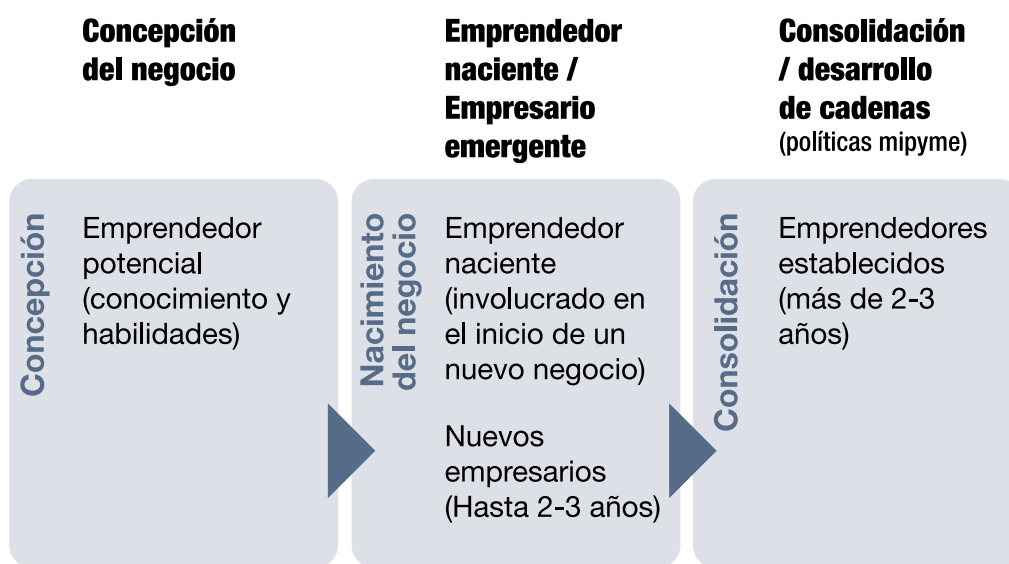 Concepción
del negocio
Emprendedor
naciente /
Empresario
emergente
Consolidación
/ desarrollo
de cadenas
(políticas mipyme)
Concepción
Emprendedor
potencial
(conocimiento y
habilidades)
Nacimiento
del negocio
Emprendedor
naciente
(involucrado en
el inicio de un
nuevo negocio)
Nuevos
empresarios
(Hasta 2-3 años)
Consolidación
Emprendedores
establecidos
(más de 2-3
años)